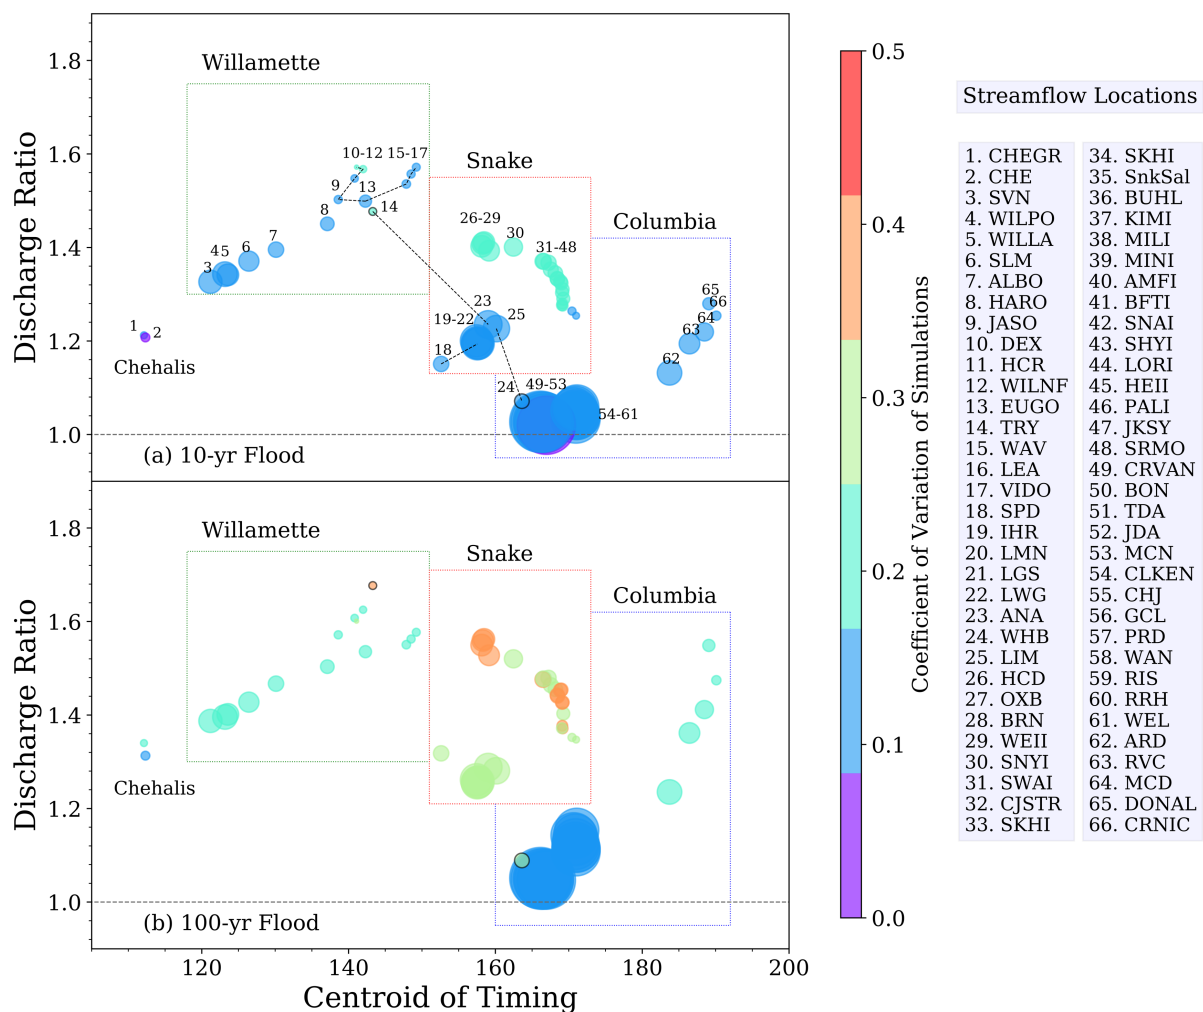 Discharge Ratio
1.8
1.6
1.4
1.2
1.0
Willamette
10-12
15-17
9
13
14
8
7
6
45
3
1
2
Chehalis
Snake
26-29
30
31-48
23
25
19-22
18
24
49-53
54-61
Columbia
65
66
64
63
62
(a) 10-yr Flood
Discharge Ratio
1.8
1.6
1.4
1.2
1.0
Willamette
Snake
Columbia
Chehalis
(b) 100-yr Flood
120
140
160
180
200
Centroid of Timing
0.5
0.4
0.3
0.2
0.1
0.0
Coefficient of Variation of Simulations
Streamflow Locations
1. CHEGR
2. CHE
3. SVN
4. WILPO
5. WILLA
6. SLM
7. ALBO
8. HARO
9. JASO
10. DEX
11. HCR
12. WILNF
13. EUGO
14. TRY
15. WAV
16. LEA
17. VIDO
18. SPD
19. IHR
20. LMN
21. LGS
22. LWG
23. ANA
24. WHB
25. LIM
26. HCD
27. OXB
28. BRN
29. WEII
30. SNYI
31. SWAI
32. CJSTR
33. SKHI
34. SKHI
35. SnkSal
36. BUHL
37. KIMI
38. MILI
39. MINI
40. AMFI
41. BFTI
42. SNAI
43. SHYI
44. LORI
45. HEII
46. PALI
47. JKSY
48. SRMO
49. CRVAN
50. BON
51. TDA
52. JDA
53. MCN
54. CLKEN
55. CHJ
56. GCL
57. PRD
58. WAN
59. RIS
60. RRH
61. WEL
62. ARD
63. RVC
64. MCD
65. DONAL
66. CRNIC